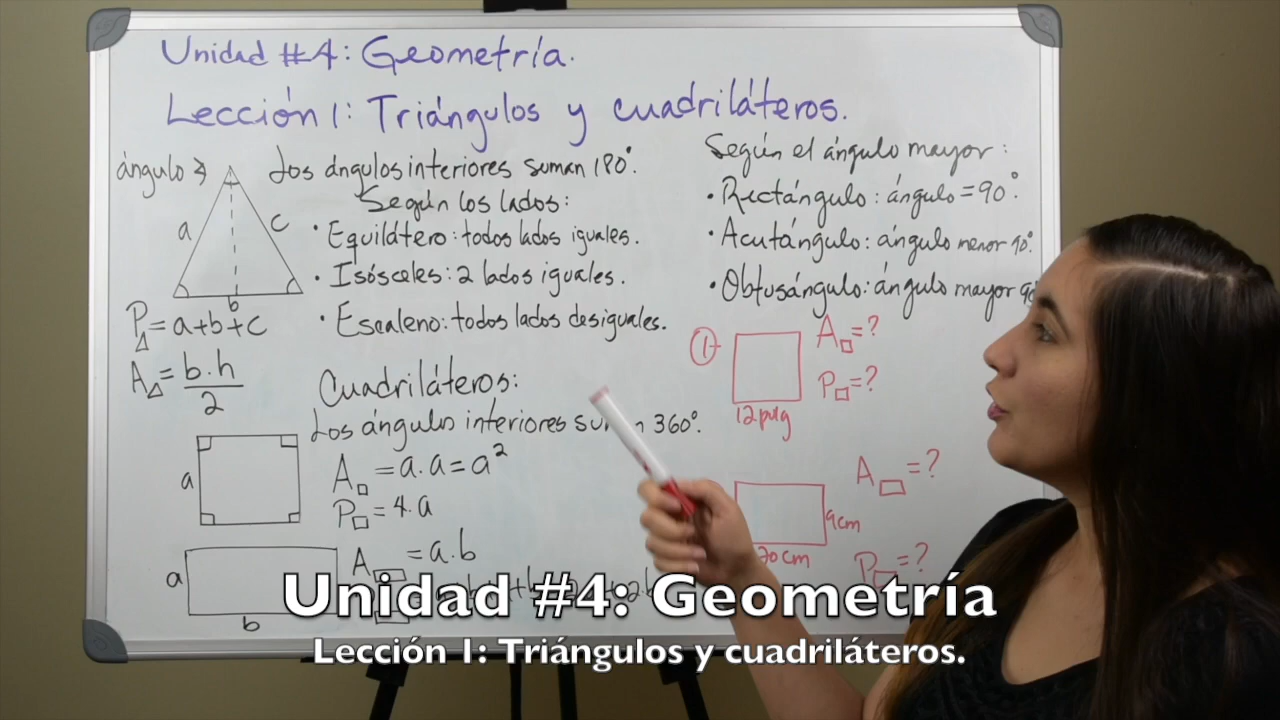 Unidad #4: Geometría.
Lección 1: Triángulos y cuadriláteros.
ángulo
Los ángulos interiores suman 180°.
Según los lados:
• Equilátero: todos lados iguales.
• Isósceles: 2 lados iguales.
• Escaleno: todos lados desiguales.
a
c
b
P△ = a+b+c
A△ = b·h
2
Según el ángulo mayor:
• Rectángulo: ángulo = 90°.
• Acutángulo: ángulo menor 90°.
• Obtusángulo: ángulo mayor
Cuadriláteros:
Los ángulos interiores 360°.
a
A□ = a·a = a²
P□ = 4·a
a
b
A▭ = a·b
1
12 pulg
A□ = ?
P□ = ?
9cm
20cm
A▭ = ?
P▭ = ?
Unidad #4: Geometría
Lección 1: Triángulos y cuadriláteros.